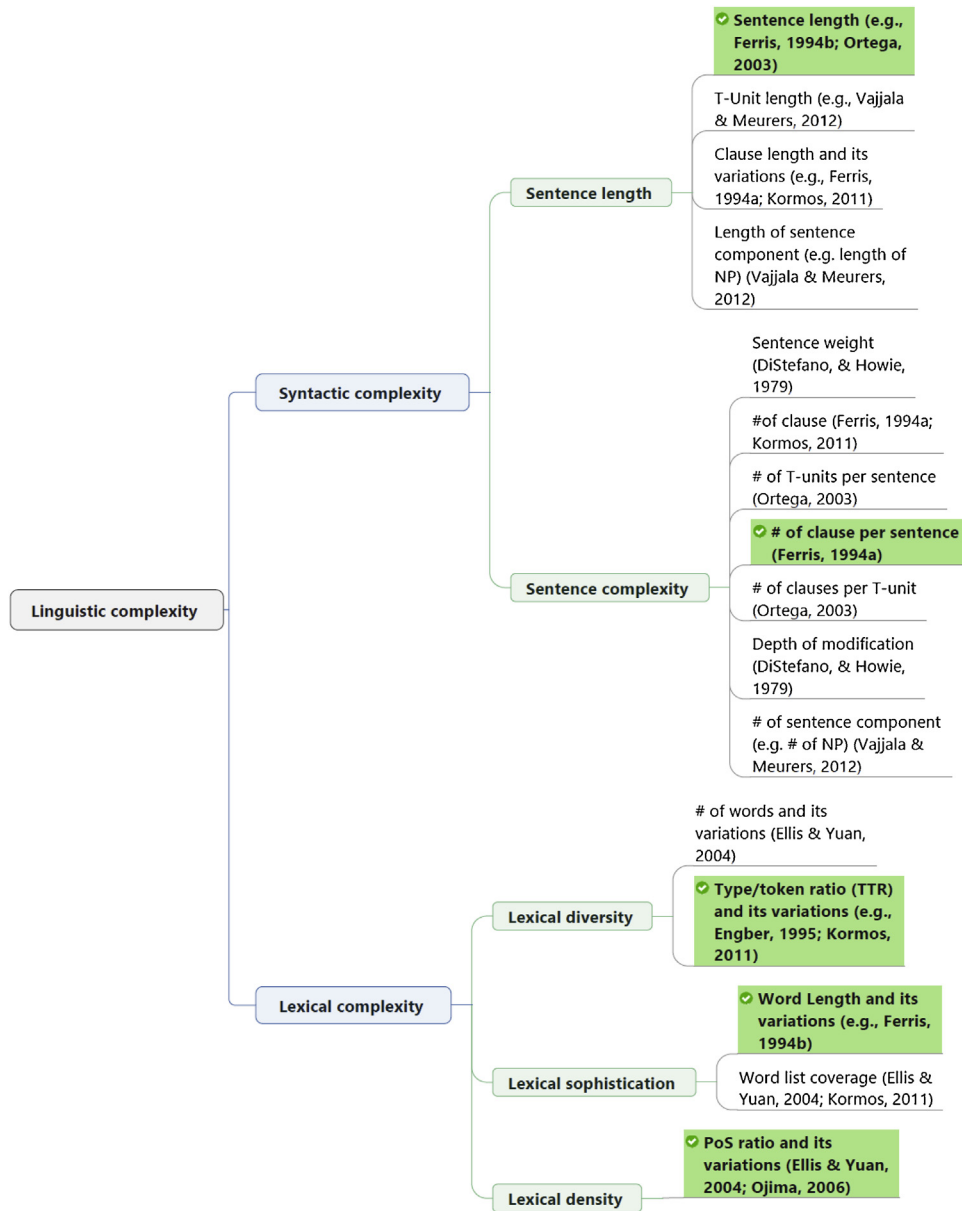 Sentence length (e.g.,
Ferris, 1994b; Ortega,
2003)
T-Unit length (e.g., Vajjala
& Meurers, 2012)
Clause length and its
variations (e.g., Ferris,
1994a; Kormos, 2011)
Sentence length
Length of sentence
component (e.g. length of
NP) (Vajjala & Meurers,
2012)
Sentence weight
(DiStefano, & Howie,
1979)
Syntactic complexity
#of clause (Ferris, 1994a;
Kormos, 2011)
# of T-units per sentence
(Ortega, 2003)
# of clause per sentence
(Ferris, 1994a)
Sentence complexity
# of clauses per T-unit
(Ortega, 2003)
Linguistic complexity
Depth of modification
(DiStefano, & Howie,
1979)
# of sentence component
(e.g. # of NP) (Vajjala &
Meurers, 2012)
# of words and its
variations (Ellis & Yuan,
2004)
Type/token ratio (TTR)
and its variations (e.g.,
Engber, 1995; Kormos,
2011)
Lexical diversity
Lexical complexity
Word Length and its
variations (e.g., Ferris,
1994b)
Lexical sophistication
Word list coverage (Ellis &
Yuan, 2004; Kormos, 2011)
PoS ratio and its
variations (Ellis & Yuan,
2004; Ojima, 2006)
Lexical density